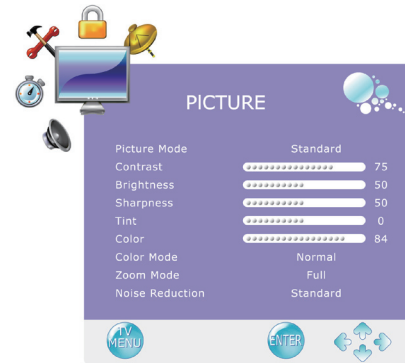 PICTURE
Picture Mode Standard
Contrast 75
Brightness 50
Sharpness 50
Tint 0
Color 84
Color Mode Normal
Zoom Mode Full
Noise Reduction Standard
TV
MENU
ENTER